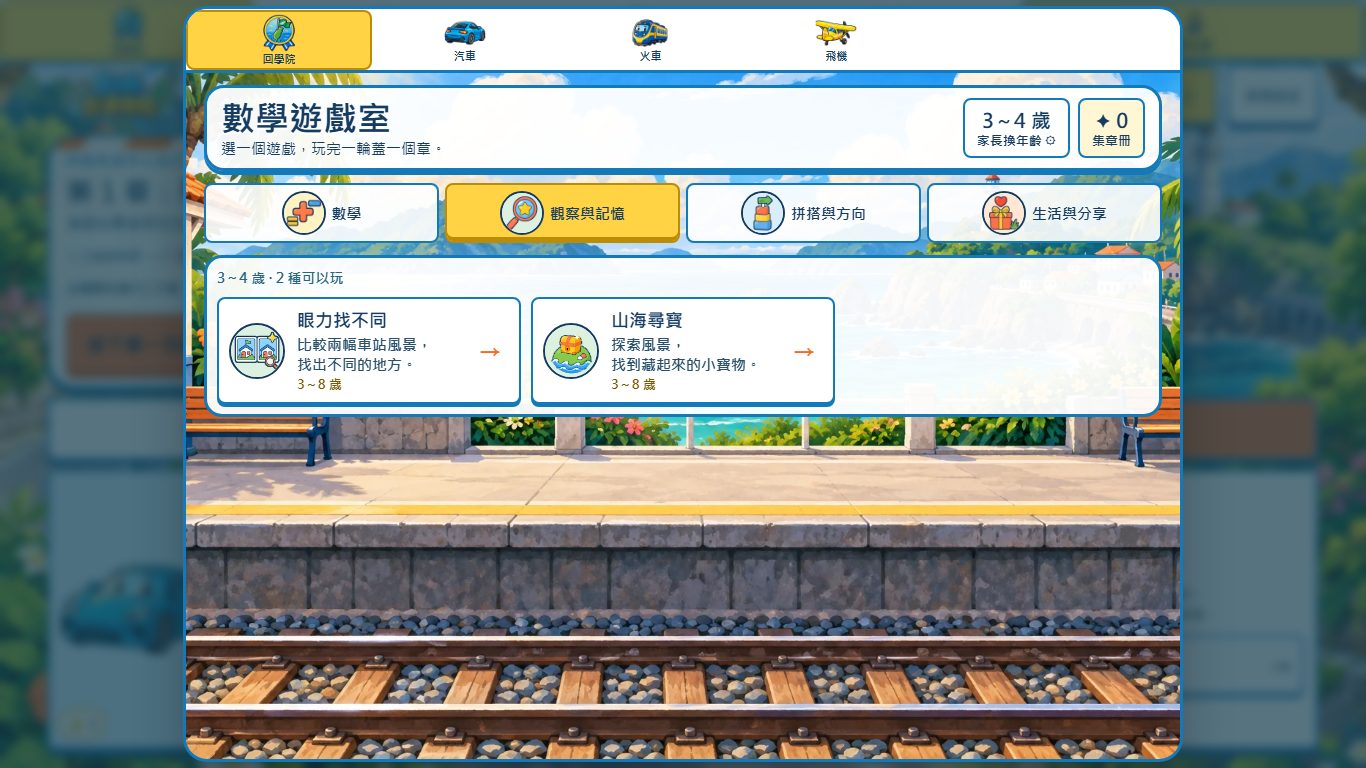 回學院
汽車
火車
飛機
數學遊戲室
選一個遊戲，玩完一輪蓋一個章。
3～4 歲
家長換年齡 ⚙
✦ 0
集章冊
數學
觀察與記憶
拼搭與方向
生活與分享
3～4 歲 · 2 種可以玩
眼力找不同
比較兩幅車站風景，
找出不同的地方。
3～8 歲
→
山海尋寶
探索風景，
找到藏起來的小寶物。
3～8 歲
→